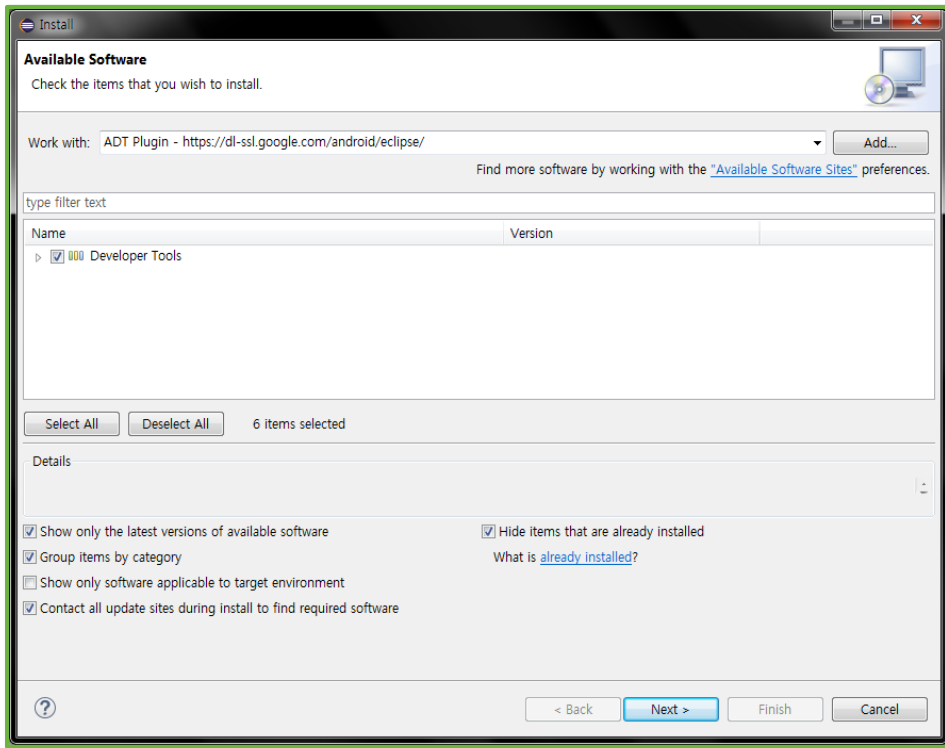 Install
Available Software
Check the items that you wish to install.
Work with: ADT Plugin - https://dl-ssl.google.com/android/eclipse/ Add...
Find more software by working with the "Available Software Sites" preferences.
type filter text
Name Version
Developer Tools
Select All Deselect All 6 items selected
Details
Show only the latest versions of available software Hide items that are already installed
Group items by category What is already installed?
Show only software applicable to target environment
Contact all update sites during install to find required software
? < Back Next > Finish Cancel